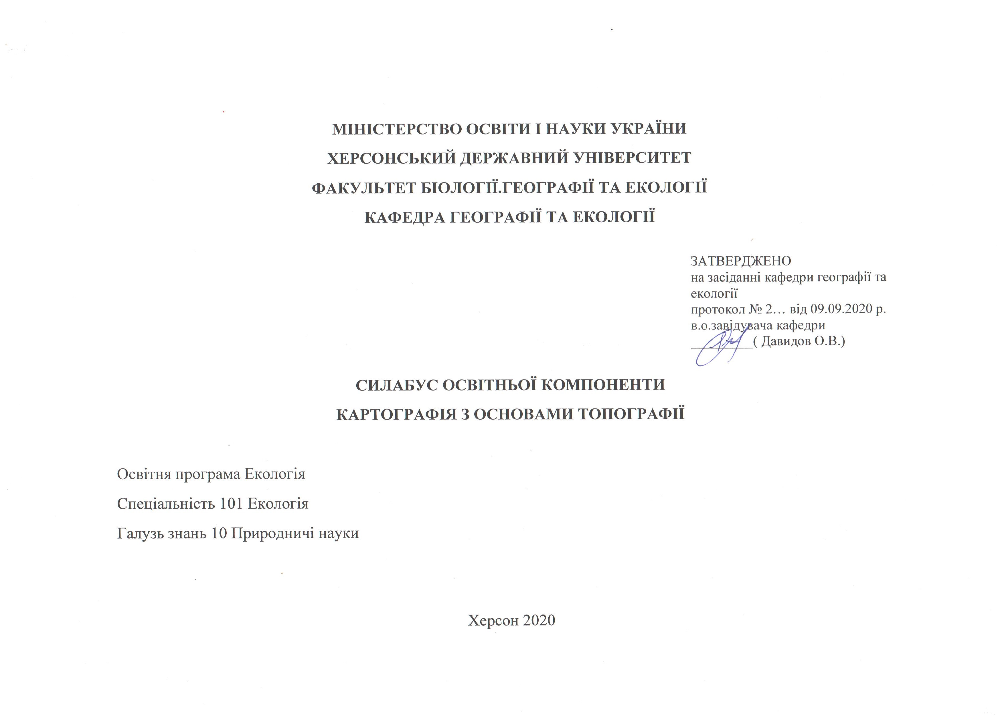 МІНІСТЕРСТВО ОСВІТИ І НАУКИ УКРАЇНИ
ХЕРСОНСЬКИЙ ДЕРЖАВНИЙ УНІВЕРСИТЕТ
ФАКУЛЬТЕТ БІОЛОГІЇ.ГЕОГРАФІЇ ТА ЕКОЛОГІЇ
КАФЕДРА ГЕОГРАФІЇ ТА ЕКОЛОГІЇ
ЗАТВЕРДЖЕНО
на засіданні кафедри географії та
екології
протокол № 2… від 09.09.2020 р.
в.о.завідувача кафедри
_________( Давидов О.В.)
СИЛАБУС ОСВІТНЬОЇ КОМПОНЕНТИ
КАРТОГРАФІЯ З ОСНОВАМИ ТОПОГРАФІЇ
Освітня програма Екологія
Спеціальність 101 Екологія
Галузь знань 10 Природничі науки
Херсон 2020